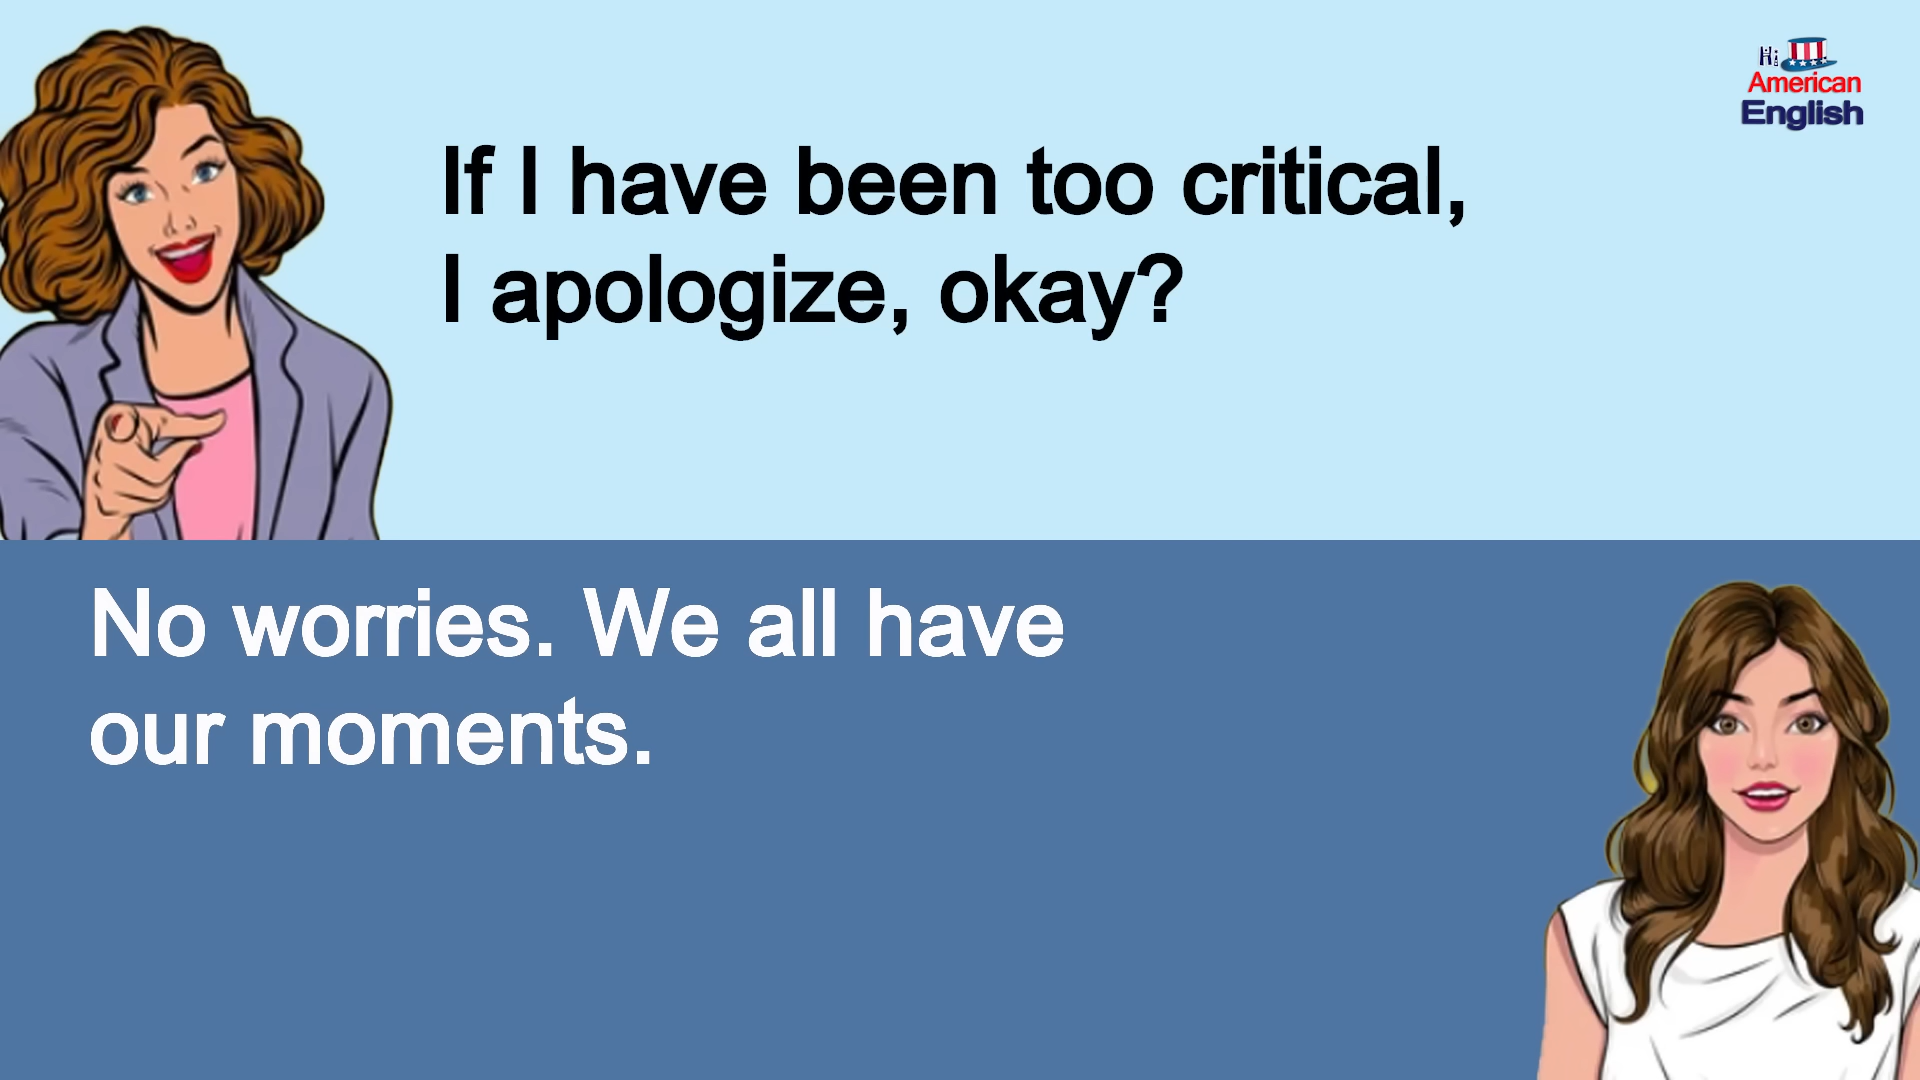 Hi
American
English
If I have been too critical,
I apologize, okay?
No worries. We all have
our moments.